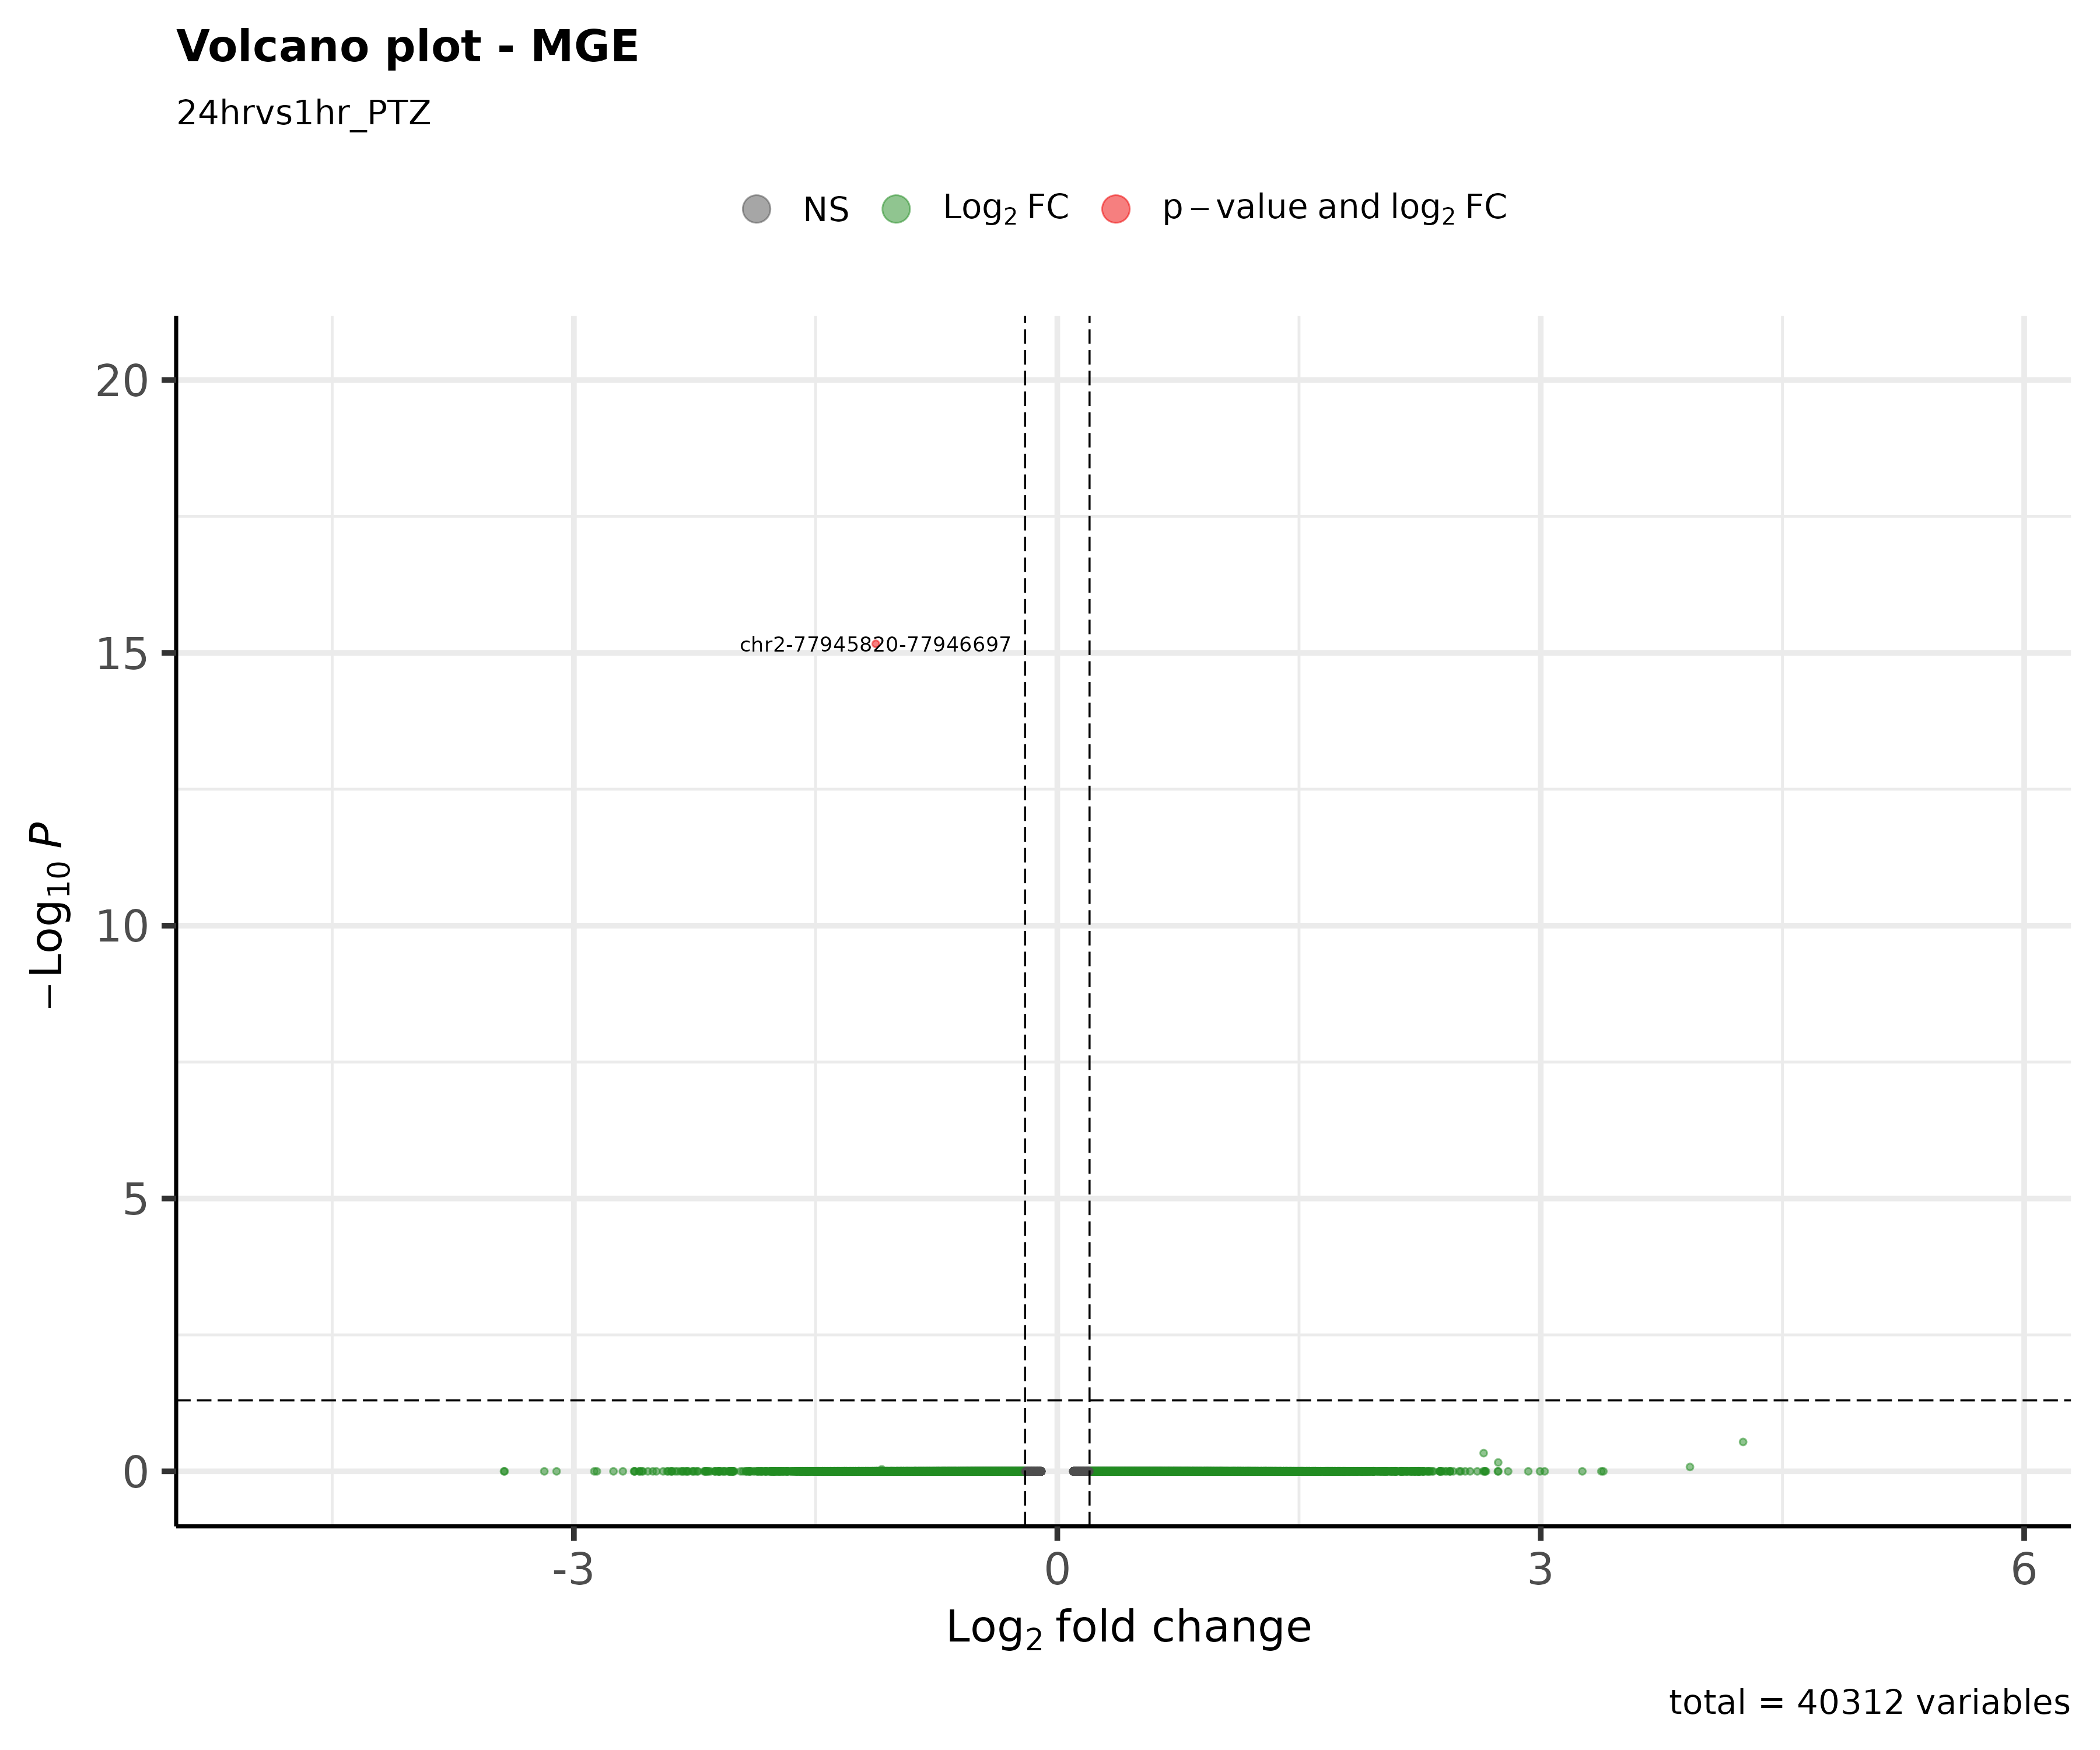 Volcano plot - MGE
24hrvs1hr_PTZ
NS Log2 FC p−value and log2 FC
20
15
10
5
0
−Log10 P
chr2-77945820-77946697
-3 0 3 6
Log2 fold change
total = 40312 variables